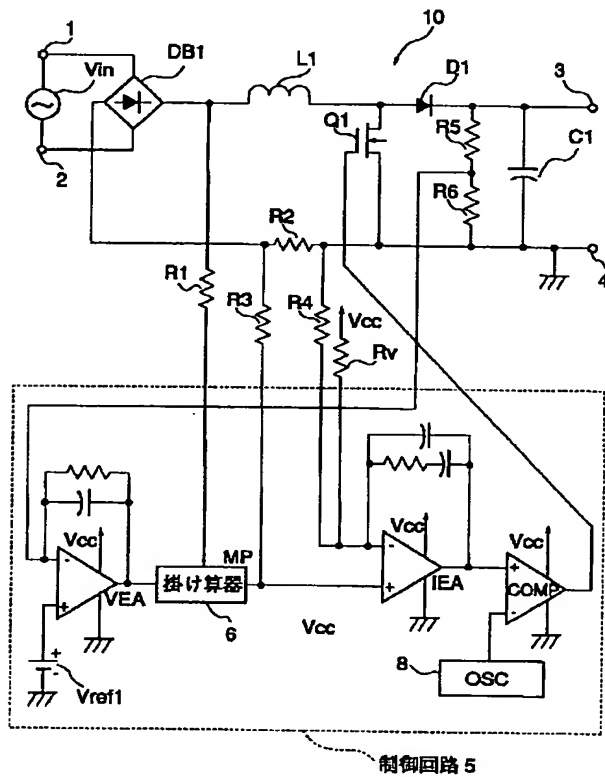 1
10
Vin
DB1
L1
D1
3
Q1
R5
C1
2
R6
R2
R1
R3
R4
Vcc
4
Rv
Vcc
Vcc
Vcc
-
-
MP
+
VEA
掛け算器
+
IEA
+
COMP
-
6
Vcc
+
-
Vref1
8
OSC
制御回路 5